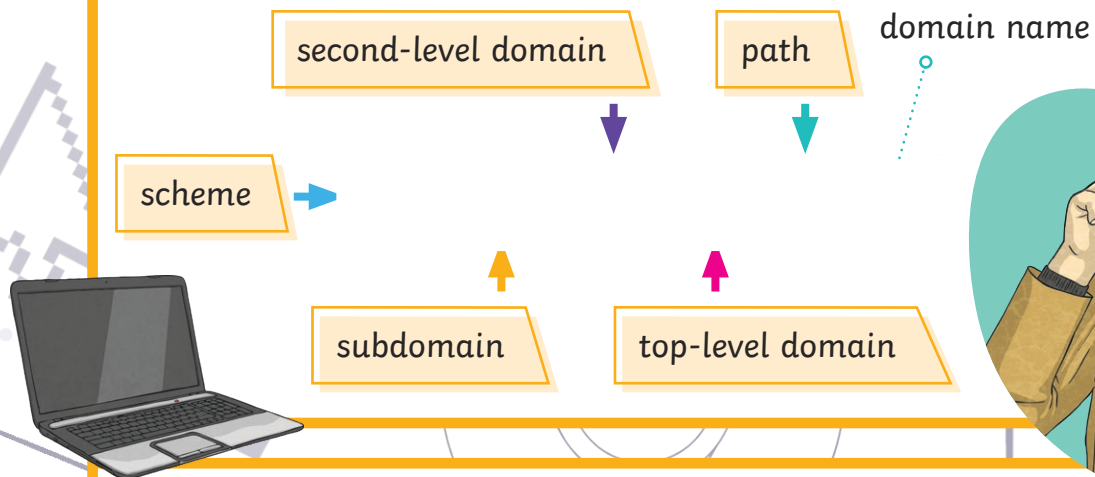 domain name
second-level domain
path
scheme
subdomain
top-level domain